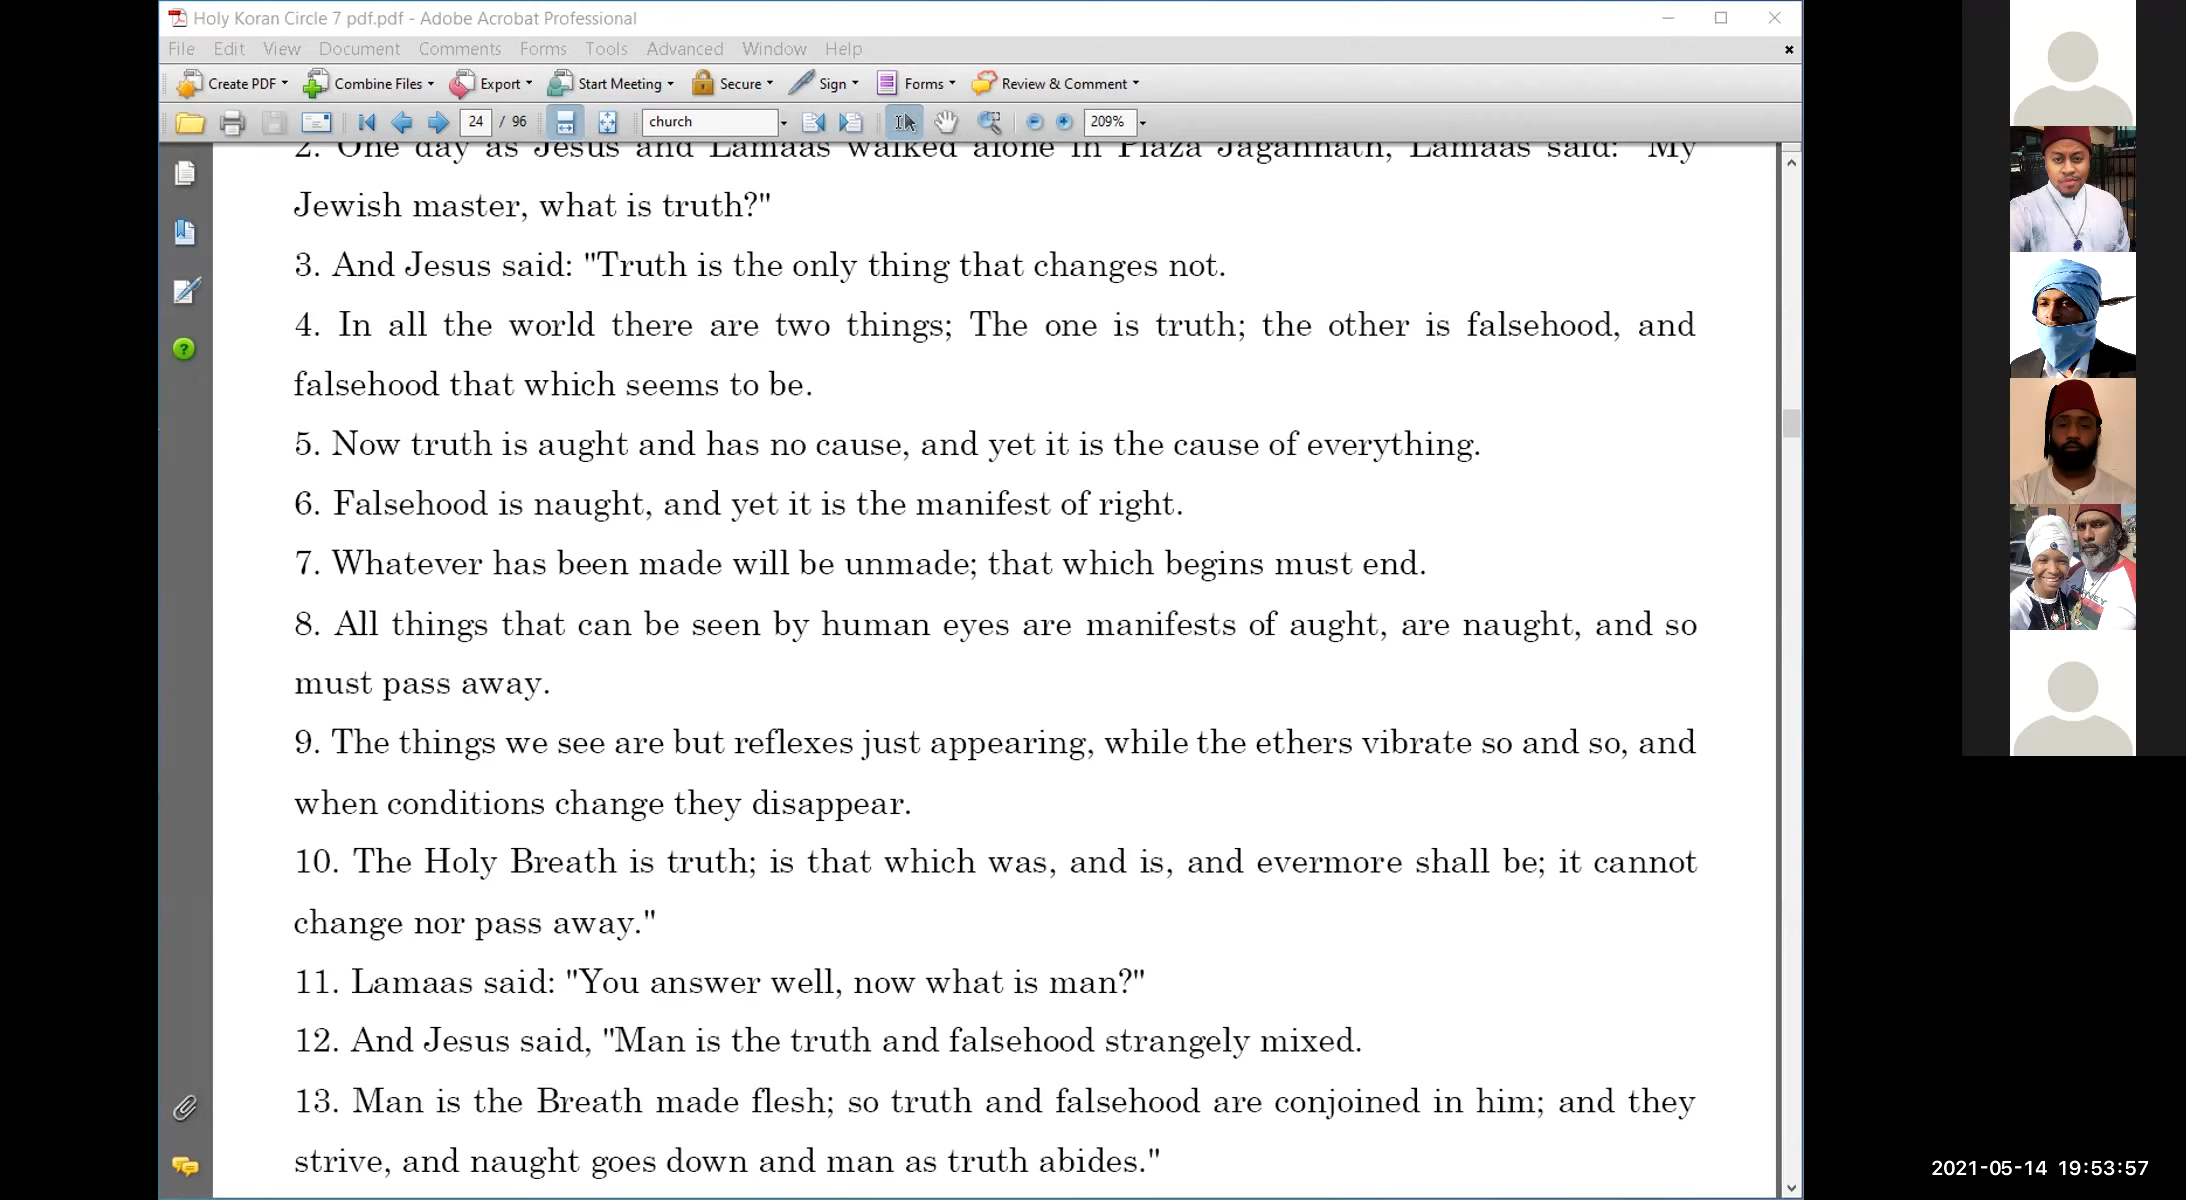 Holy Koran Circle 7 pdf.pdf - Adobe Acrobat Professional
File Edit View Document Comments Forms Tools Advanced Window Help
Create PDF Combine Files Export Start Meeting Secure Sign Forms Review & Comment
24 / 96 church 209%
2. One day as Jesus and Lamaas walked alone in Plaza Jagannath, Lamaas said: "My
Jewish master, what is truth?"
3. And Jesus said: "Truth is the only thing that changes not.
4. In all the world there are two things; The one is truth; the other is falsehood, and
falsehood that which seems to be.
5. Now truth is aught and has no cause, and yet it is the cause of everything.
6. Falsehood is naught, and yet it is the manifest of right.
7. Whatever has been made will be unmade; that which begins must end.
8. All things that can be seen by human eyes are manifests of aught, are naught, and so
must pass away.
9. The things we see are but reflexes just appearing, while the ethers vibrate so and so, and
when conditions change they disappear.
10. The Holy Breath is truth; is that which was, and is, and evermore shall be; it cannot
change nor pass away."
11. Lamaas said: "You answer well, now what is man?"
12. And Jesus said, "Man is the truth and falsehood strangely mixed.
13. Man is the Breath made flesh; so truth and falsehood are conjoined in him; and they
strive, and naught goes down and man as truth abides."
2021-05-14 19:53:57